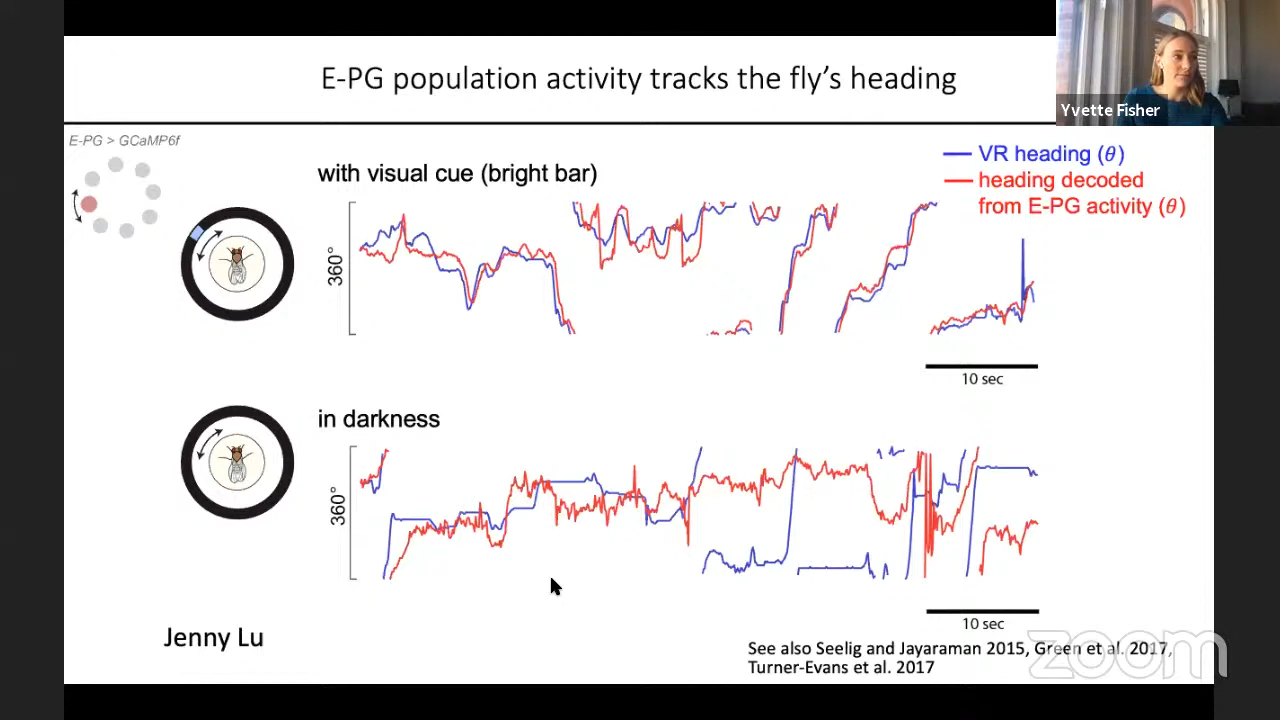 E-PG population activity tracks the fly's heading
Yvette Fisher
E-PG > GCaMP6f
with visual cue (bright bar)
VR heading (θ)
heading decoded
from E-PG activity (θ)
360°
10 sec
in darkness
360°
10 sec
Jenny Lu
See also Seelig and Jayaraman 2015, Green et al. 2017,
Turner-Evans et al. 2017
zoom